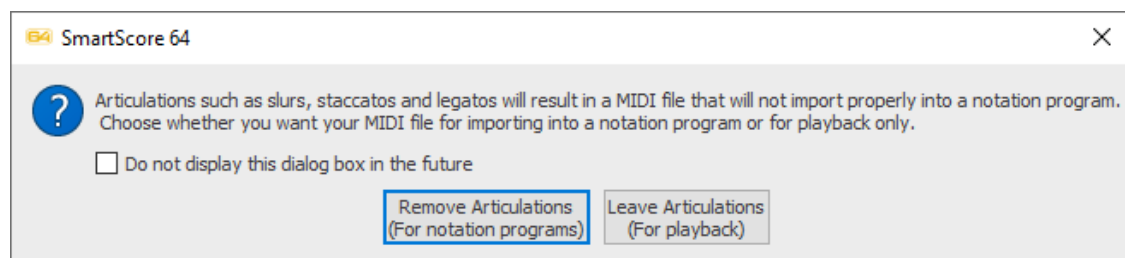 64 SmartScore 64
?
Articulations such as slurs, staccatos and legatos will result in a MIDI file that will not import properly into a notation program.
Choose whether you want your MIDI file for importing into a notation program or for playback only.
Do not display this dialog box in the future
Remove Articulations
(For notation programs)
Leave Articulations
(For playback)